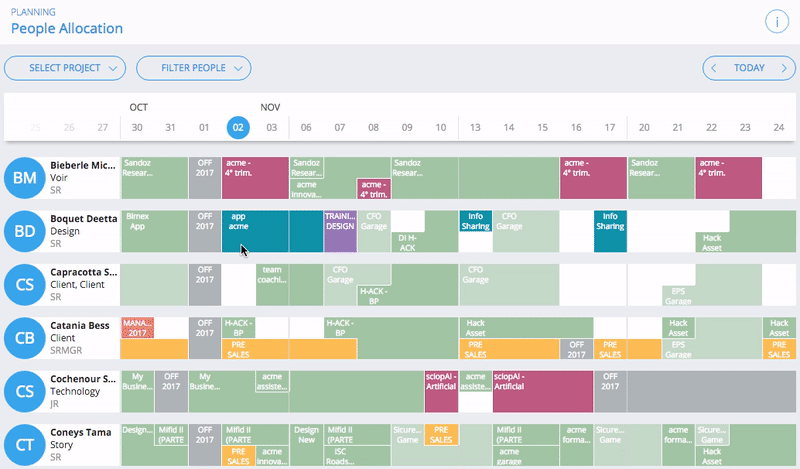 PLANNING
People Allocation
i
SELECT PROJECT
FILTER PEOPLE
TODAY
OCT
NOV
25 26 27 30 31 01 02 03 06 07 08 09 10 13 14 15 16 17 20 21 22 23 24
BM
Bieberle Mic...
Voir
SR
Sandoz
Resear...
OFF
2017
acme -
4° trim.
Sandoz
Resear...
acme
Innova...
acme -
4° trim.
Sandoz
Resear...
acme -
4° trim.
Sandoz
Resear...
acme -
4° trim.
BD
Boquet Deetta
Design
SR
Bimex
App
OFF
2017
app
acme
TRAINI...
DESIGN
CFO
Garage
DI H-
ACK
Info
Sharing
CFO
Garage
Info
Sharing
Hack
Asset
CS
Capracotta S...
Client, Client
SR
OFF
2017
team
coachi...
CFO
Garage
H-ACK -
BP
CFO
Garage
EPS
Garage
CB
Catania Bess
Client
SRMGR
MANA...
2017
OFF
2017
H-ACK -
BP
PRE
SALES
H-ACK -
BP
Hack
Asset
PRE
SALES
OFF
2017
PRE
SALES
Hack
Asset
EPS
Garage
Hack
Asset
PRE
SALES
CS
Cochenour S...
Technology
JR
My
Busine...
OFF
2017
My
Busine...
acme
assiste...
sciopAI -
Artificial
acme
assiste...
sciopAI -
Artificial
OFF
2017
CT
Coneys Tama
Story
SR
Design...
Mifid II
(PARTE
OFF
2017
Mifid II
(PARTE
PRE
SALES
acme
Innova...
Design
New
Mifid II
(PARTE
ISC
Roads...
Sicure...
Game
PRE
SALES
Mifid II
(PARTE
acme
garage
acme
forma...
Sicure...
Game
acme
forma...
Sicure...
Game
Hack
Asset